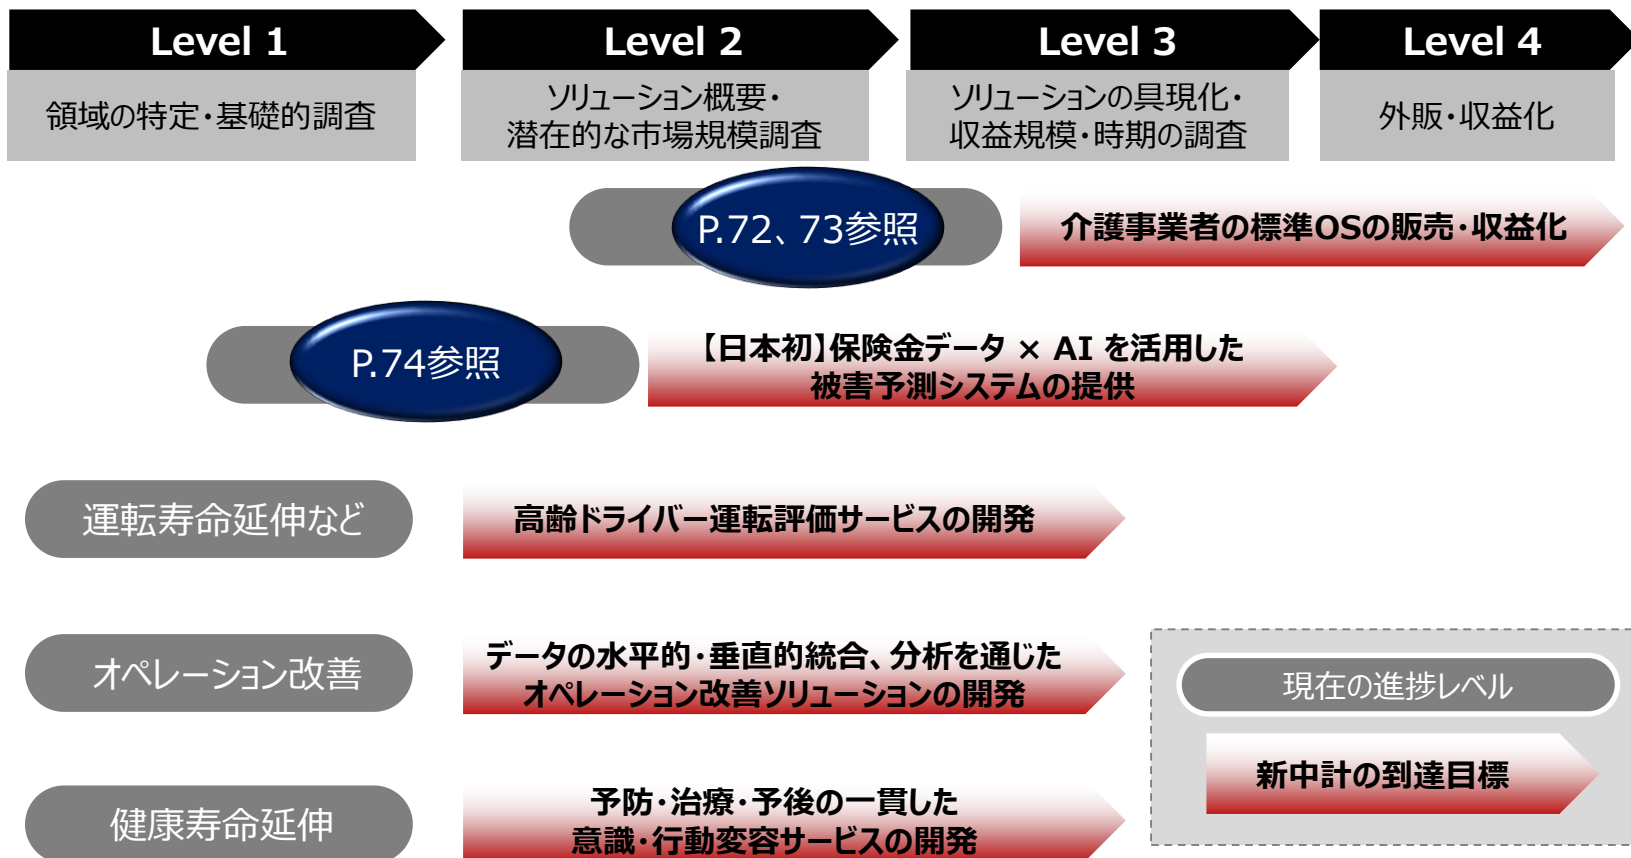 Level 1
Level 2
Level 3
Level 4
領域の特定・基礎的調査
ソリューション概要・
潜在的な市場規模調査
ソリューションの具現化・
収益規模・時期の調査
外販・収益化
P.72、73参照
介護事業者の標準OSの販売・収益化
P.74参照
【日本初】保険金データ × AI を活用した
被害予測システムの提供
運転寿命延伸など
高齢ドライバー運転評価サービスの開発
オペレーション改善
データの水平的・垂直的統合、分析を通じた
オペレーション改善ソリューションの開発
現在の進捗レベル
新中計の到達目標
健康寿命延伸
予防・治療・予後の一貫した
意識・行動変容サービスの開発